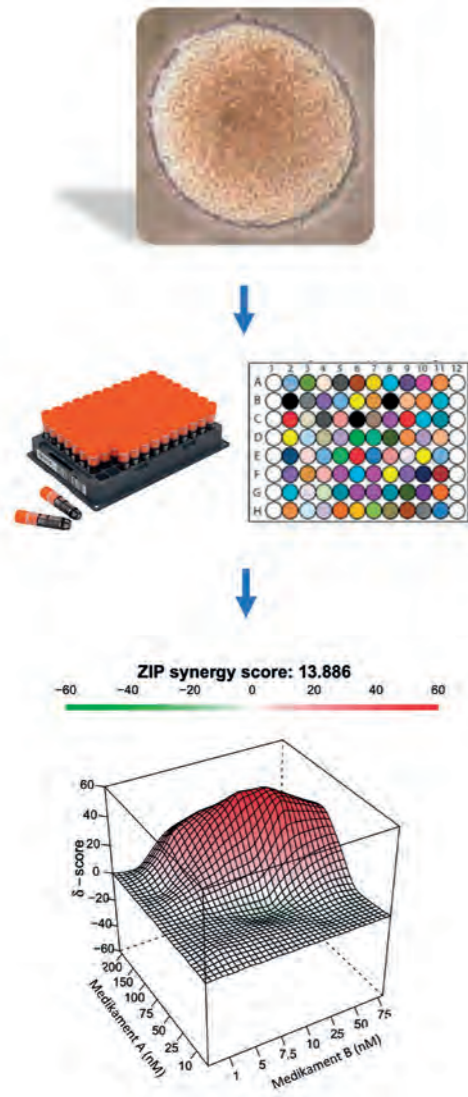 1 2 3 4 5 6 7 8 9 10 11 12
A
B
C
D
E
F
G
H
ZIP synergy score: 13.886
−60 −40 −20 0 20 40 60
60
40
20
0
−20
−40
−60
δ−score
200
150
100
75
50
25
10
Medikament A (nM)
1
5
7,5
10
25
50
75
Medikament B (nM)